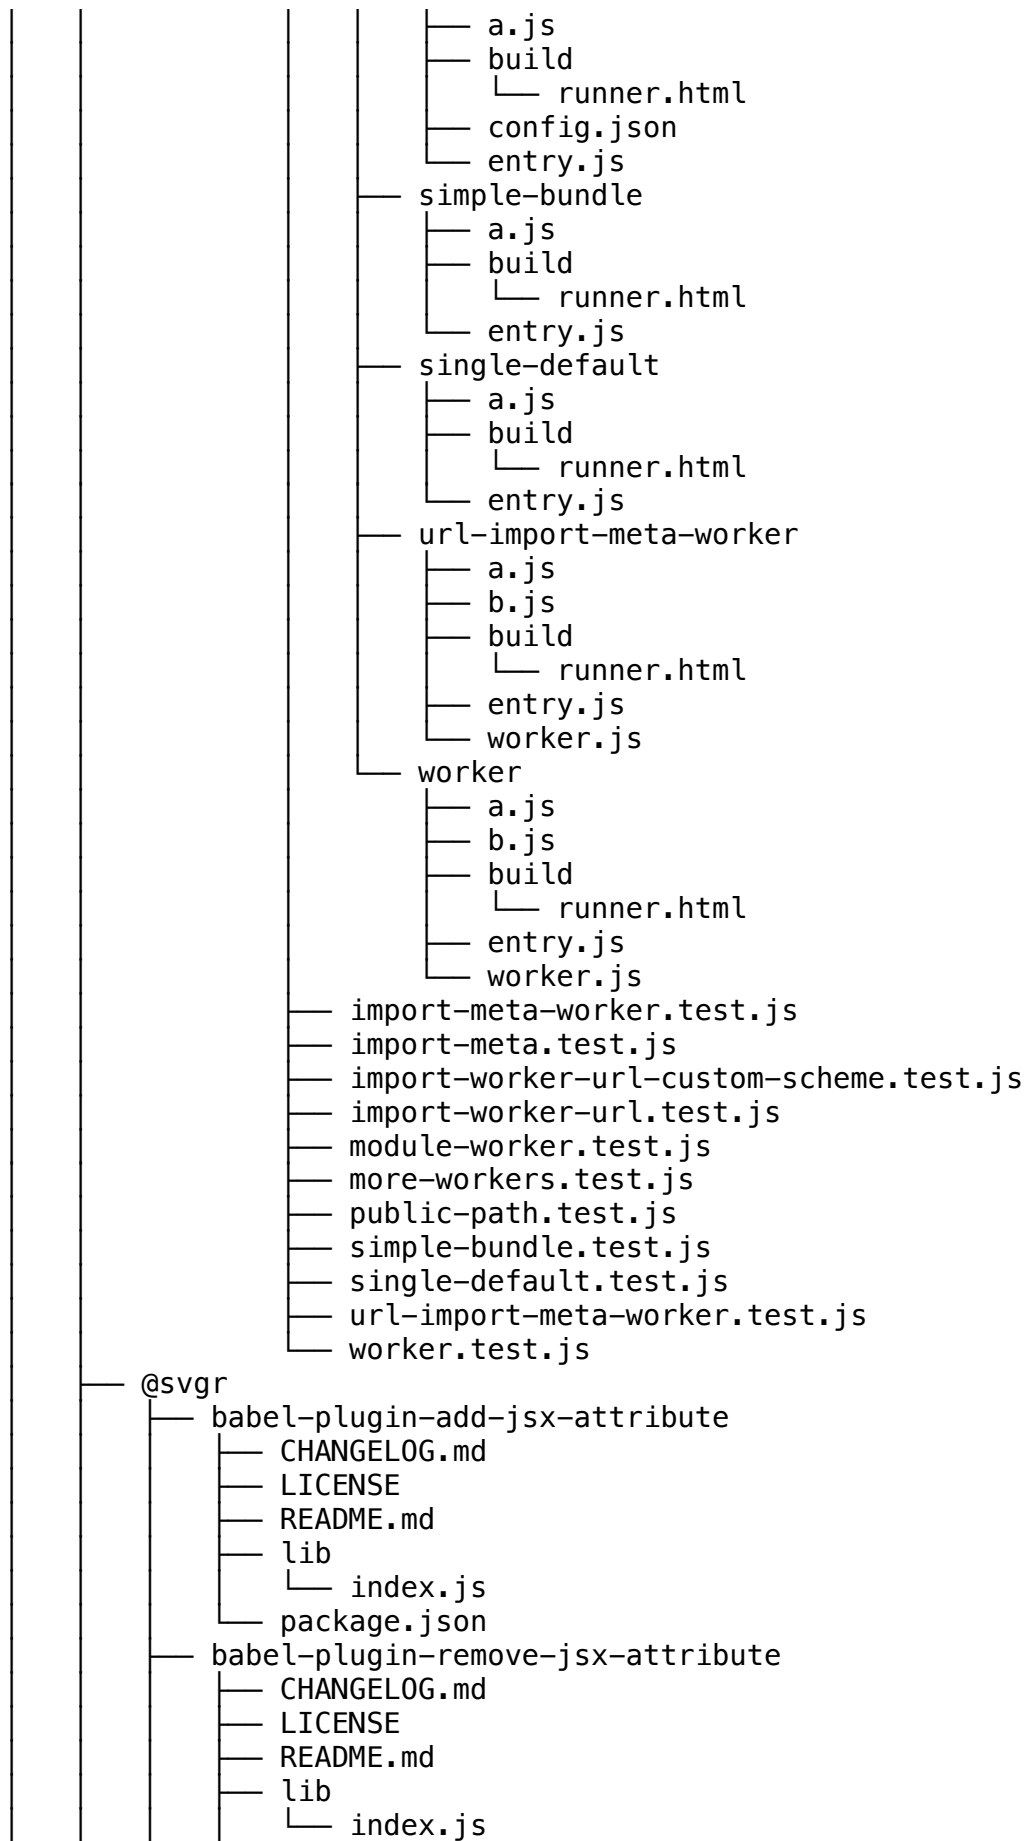 a.js
build
runner.html
config.json
entry.js
simple-bundle
a.js
build
runner.html
entry.js
single-default
a.js
build
runner.html
entry.js
url-import-meta-worker
a.js
b.js
build
runner.html
entry.js
worker.js
worker
a.js
b.js
build
runner.html
entry.js
worker.js
import-meta-worker.test.js
import-meta.test.js
import-worker-url-custom-scheme.test.js
import-worker-url.test.js
module-worker.test.js
more-workers.test.js
public-path.test.js
simple-bundle.test.js
single-default.test.js
url-import-meta-worker.test.js
worker.test.js
@svgr
babel-plugin-add-jsx-attribute
CHANGELOG.md
LICENSE
README.md
lib
index.js
package.json
babel-plugin-remove-jsx-attribute
CHANGELOG.md
LICENSE
README.md
lib
index.js